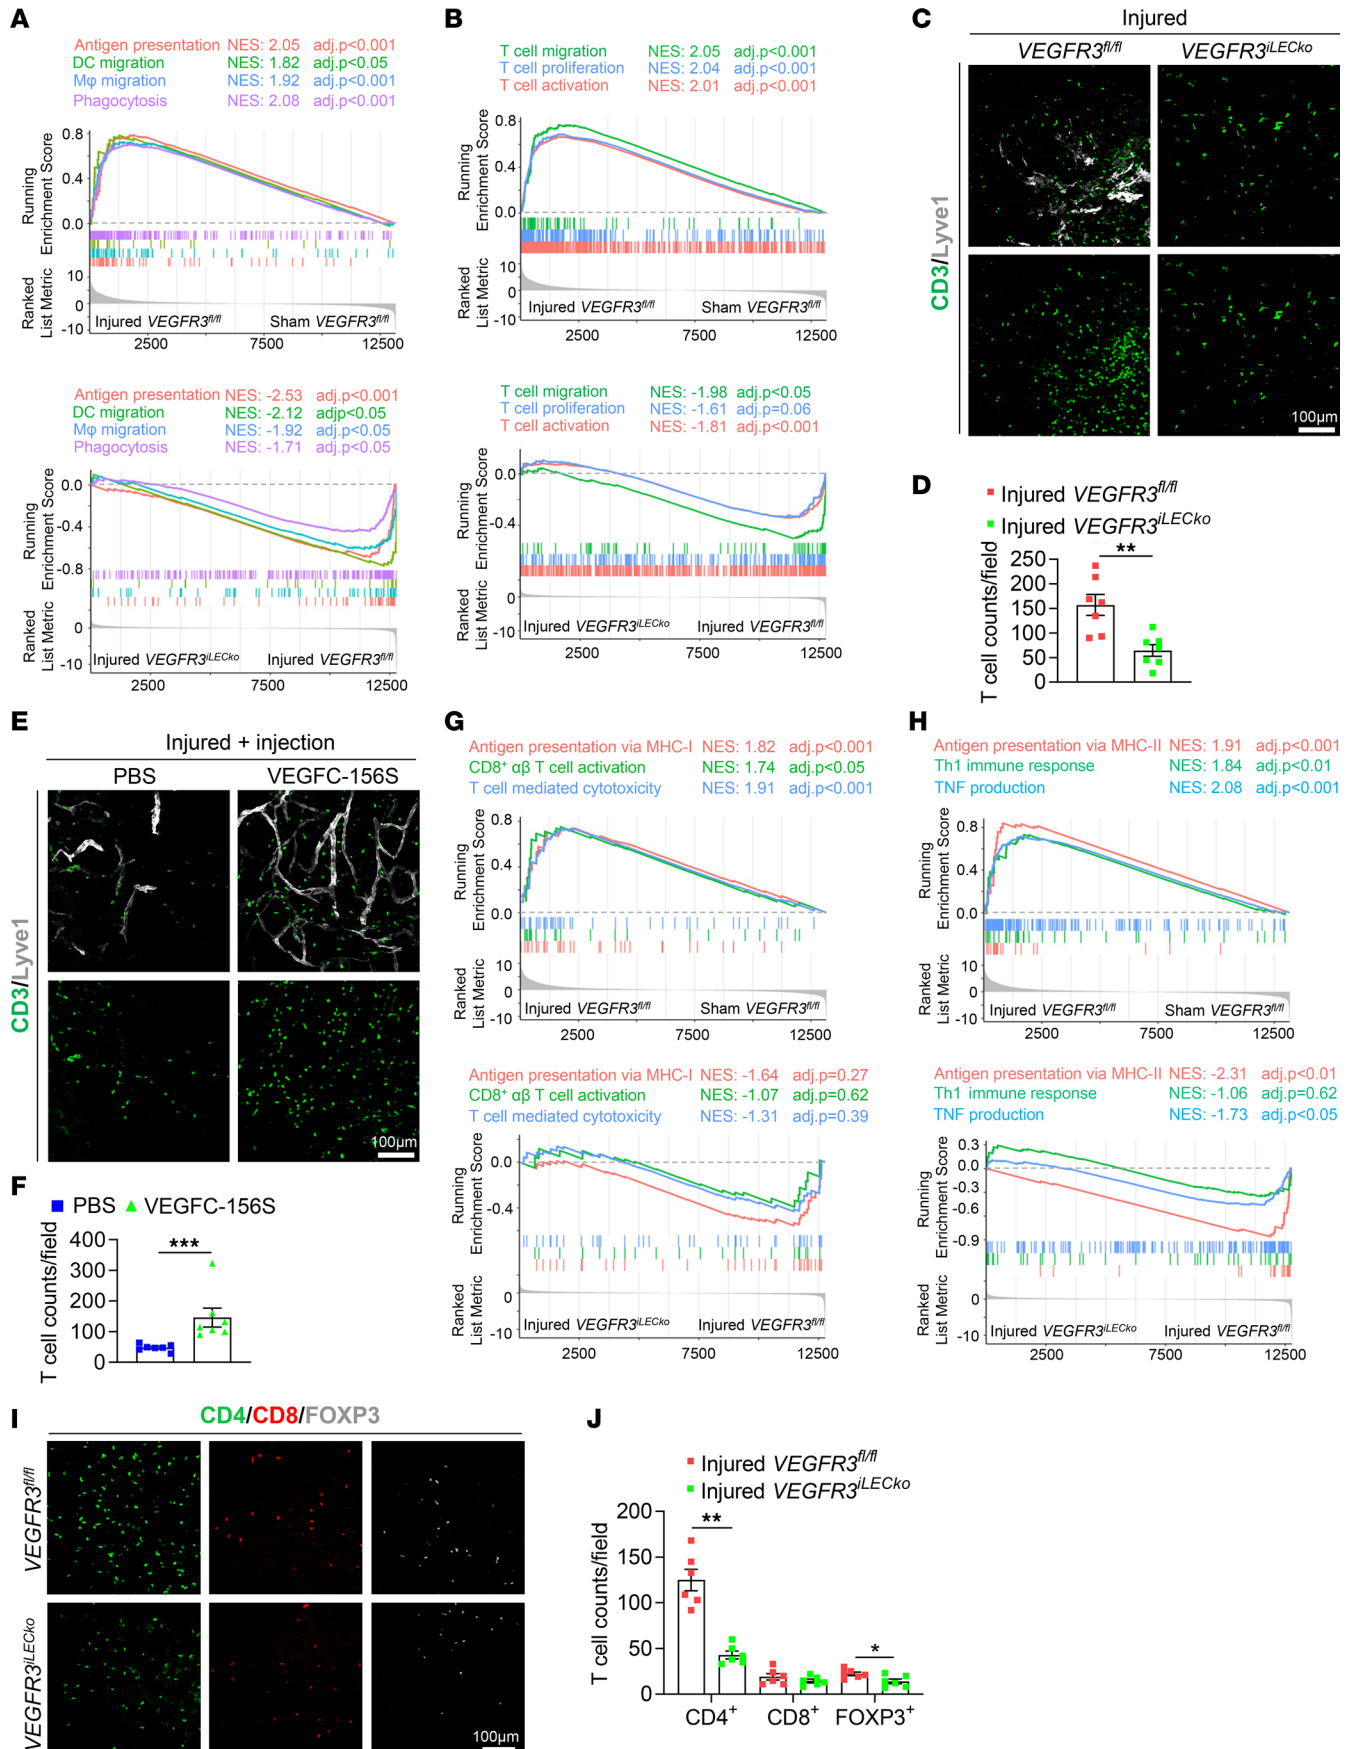 A
Antigen presentation NES: 2.05 adj.p<0.001
DC migration NES: 1.82 adj.p<0.05
Mφ migration NES: 1.92 adj.p<0.001
Phagocytosis NES: 2.08 adj.p<0.001
Running
Enrichment Score
0.8
0.4
0.0
Ranked
List Metric
10
0
-10
Injured VEGFR3fl/fl Sham VEGFR3fl/fl
2500 7500 12500
Antigen presentation NES: -2.53 adj.p<0.001
DC migration NES: -2.12 adjp<0.05
Mφ migration NES: -1.92 adj.p<0.05
Phagocytosis NES: -1.71 adj.p<0.05
Running
Enrichment Score
0.0
-0.4
-0.8
Ranked
List Metric
0
-10
Injured VEGFR3iLECko Injured VEGFR3fl/fl
2500 7500 12500
B
T cell migration NES: 2.05 adj.p<0.001
T cell proliferation NES: 2.04 adj.p<0.001
T cell activation NES: 2.01 adj.p<0.001
Running
Enrichment Score
0.8
0.4
0.0
Ranked
List Metric
10
0
-10
Injured VEGFR3fl/fl Sham VEGFR3fl/fl
2500 7500 12500
T cell migration NES: -1.98 adj.p<0.05
T cell proliferation NES: -1.61 adj.p=0.06
T cell activation NES: -1.81 adj.p<0.001
Running
Enrichment Score
0.0
-0.4
Ranked
List Metric
0
-10
Injured VEGFR3iLECko Injured VEGFR3fl/fl
2500 7500 12500
C
Injured
VEGFR3fl/fl VEGFR3iLECko
CD3/Lyve1
100µm
D
Injured VEGFR3fl/fl
Injured VEGFR3iLECko
T cell counts/field
250
200
150
100
50
0
**
E
Injured + injection
PBS VEGFC-156S
CD3/Lyve1
100µm
F
PBS VEGFC-156S
T cell counts/field
400
300
200
100
0
***
G
Antigen presentation via MHC-I NES: 1.82 adj.p<0.001
CD8+ αβ T cell activation NES: 1.74 adj.p<0.05
T cell mediated cytotoxicity NES: 1.91 adj.p<0.001
Running
Enrichment Score
0.8
0.4
0.0
Ranked
List Metric
10
0
-10
Injured VEGFR3fl/fl Sham VEGFR3fl/fl
2500 7500 12500
Antigen presentation via MHC-I NES: -1.64 adj.p=0.27
CD8+ αβ T cell activation NES: -1.07 adj.p=0.62
T cell mediated cytotoxicity NES: -1.31 adj.p=0.39
Running
Enrichment Score
0.0
-0.4
Ranked
List Metric
0
-10
Injured VEGFR3iLECko Injured VEGFR3fl/fl
2500 7500 12500
H
Antigen presentation via MHC-II NES: 1.91 adj.p<0.001
Th1 immune response NES: 1.84 adj.p<0.01
TNF production NES: 2.08 adj.p<0.001
Running
Enrichment Score
0.8
0.4
0.0
Ranked
List Metric
10
0
-10
Injured VEGFR3fl/fl Sham VEGFR3fl/fl
2500 7500 12500
Antigen presentation via MHC-II NES: -2.31 adj.p<0.01
Th1 immune response NES: -1.06 adj.p=0.62
TNF production NES: -1.73 adj.p<0.05
Running
Enrichment Score
0.3
0.0
-0.3
-0.6
-0.9
Ranked
List Metric
0
-10
Injured VEGFR3iLECko Injured VEGFR3fl/fl
2500 7500 12500
I
CD4/CD8/FOXP3
VEGFR3fl/fl
VEGFR3iLECko
100µm
J
Injured VEGFR3fl/fl
Injured VEGFR3iLECko
T cell counts/field
200
150
100
50
0
**
*
CD4+ CD8+ FOXP3+